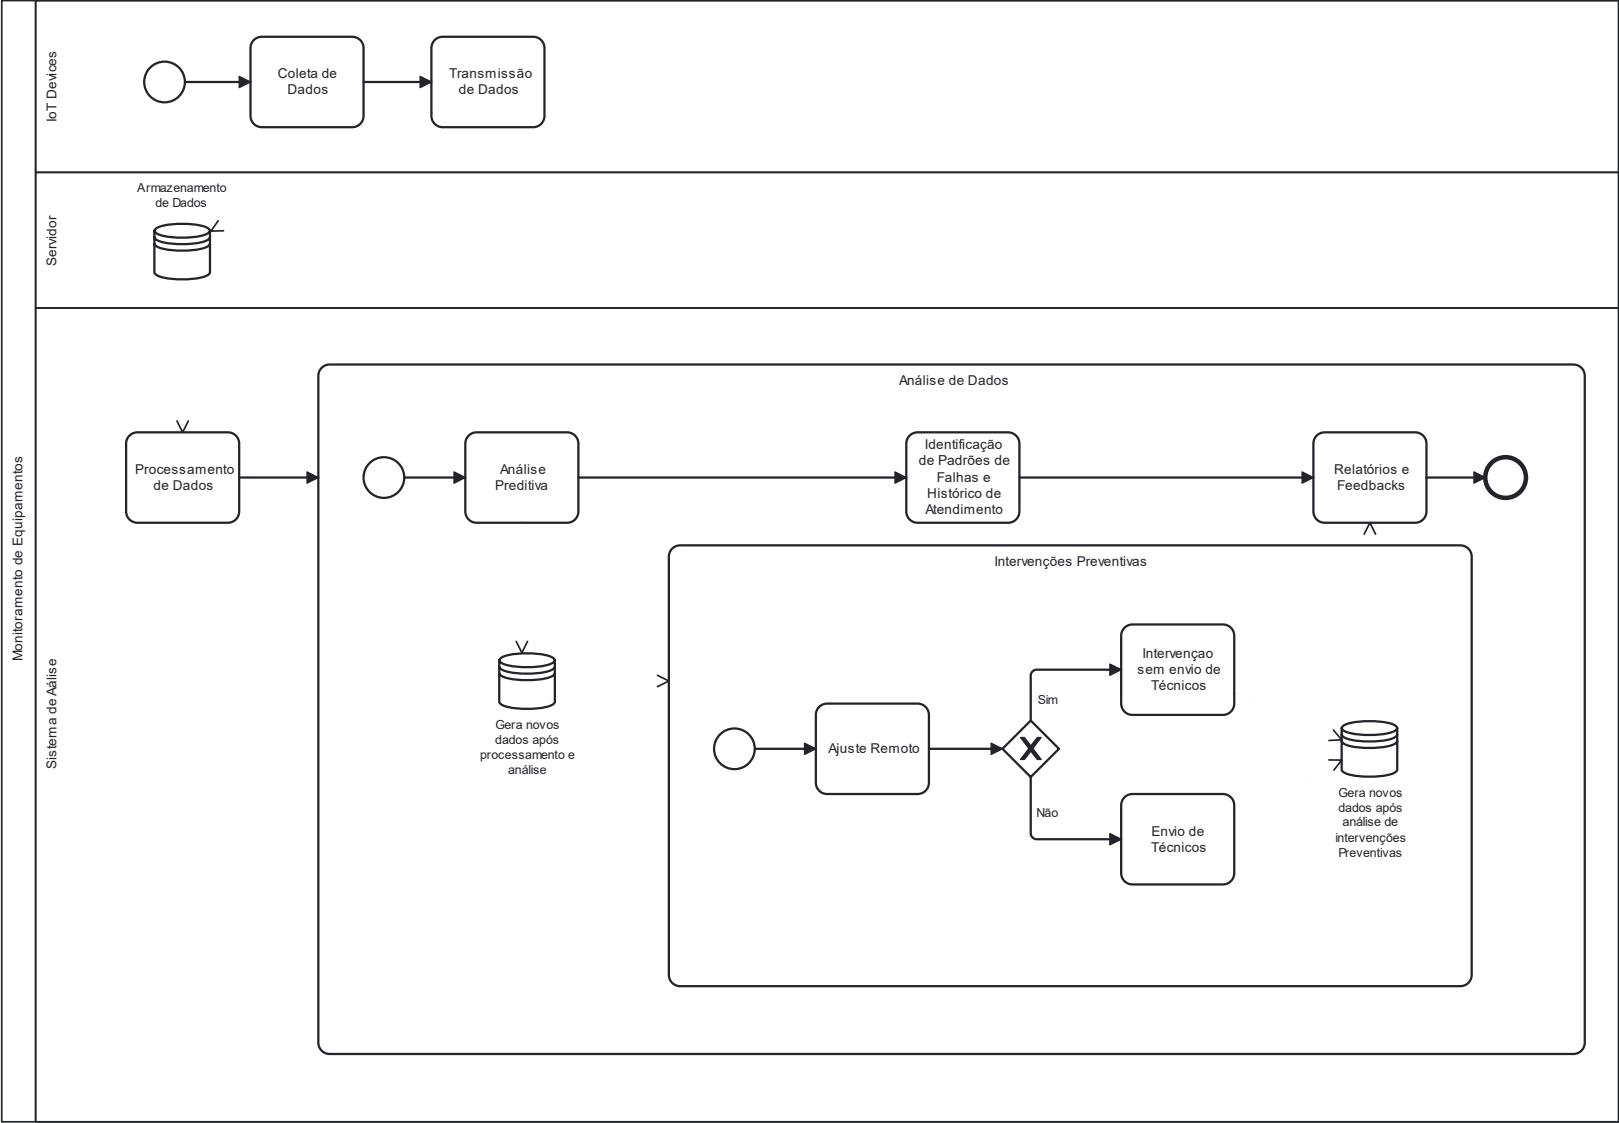 Monitoramento de Equipamentos
IoT Devices
Coleta de
Dados
Transmissão
de Dados
Servidor
Armazenamento
de Dados
Sistema de Aálise
Processamento
de Dados
Análise de Dados
Análise
Preditiva
Identificação
de Padrões de
Falhas e
Histórico de
Atendimento
Relatórios e
Feedbacks
Gera novos
dados após
processamento e
análise
Intervenções Preventivas
Ajuste Remoto
X
Sim
Não
Intervençao
sem envio de
Técnicos
Envio de
Técnicos
Gera novos
dados após
análise de
intervenções
Preventivas